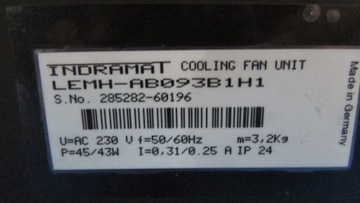 INDRAMAT COOLING FAN UNIT
LEMH-AB093B1H1
S.No. 285282-60196
U=AC 230 V f=50/60Hz m=3,2Kg
P=45/43W I=0,31/0.25 A IP 24
Made in Germany